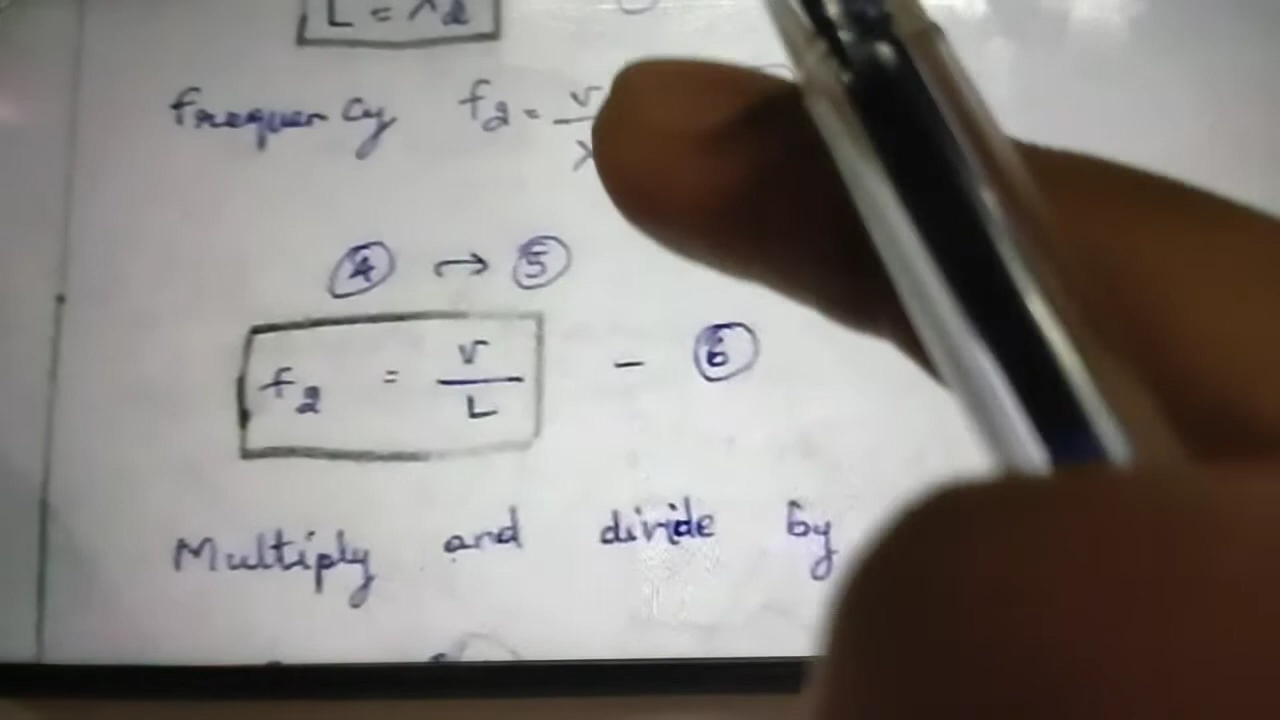 L = λ2
frequency f2 = v
④ → ⑤
f2 = v/L - ⑥
Multiply and divide by